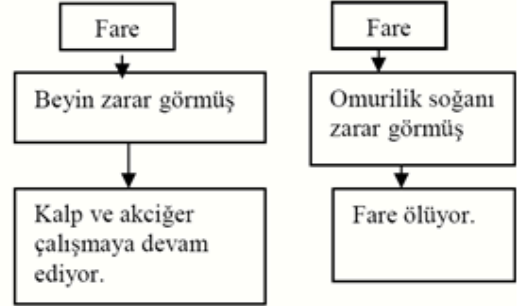 Fare
Beyin zarar görmüş
Kalp ve akciğer
çalışmaya devam
ediyor.
Fare
Omurilik soğanı
zarar görmüş
Fare ölüyor.